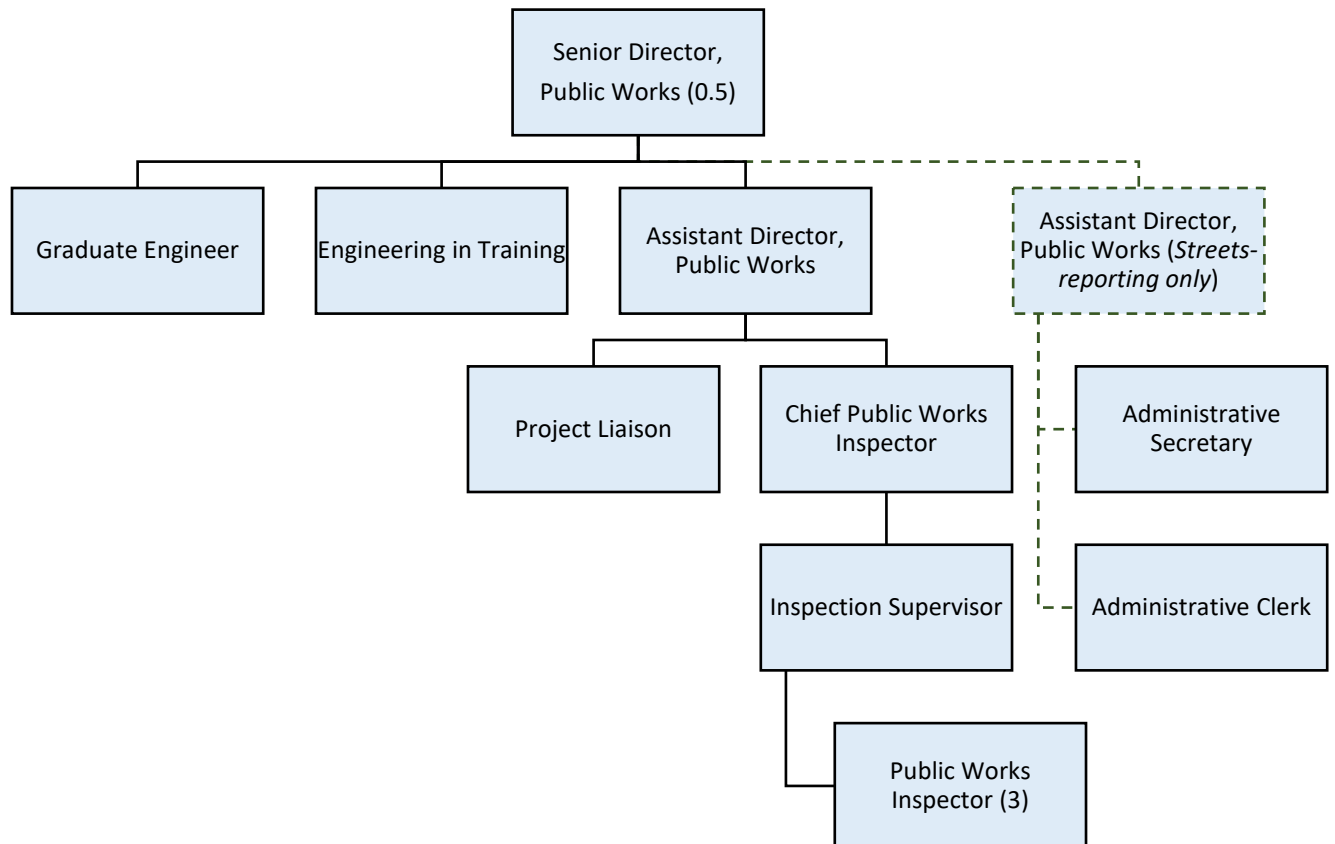 Senior Director,
Public Works (0.5)
Graduate Engineer
Engineering in Training
Assistant Director,
Public Works
Assistant Director,
Public Works (Streets-
reporting only)
Project Liaison
Chief Public Works
Inspector
Administrative
Secretary
Inspection Supervisor
Administrative Clerk
Public Works
Inspector (3)